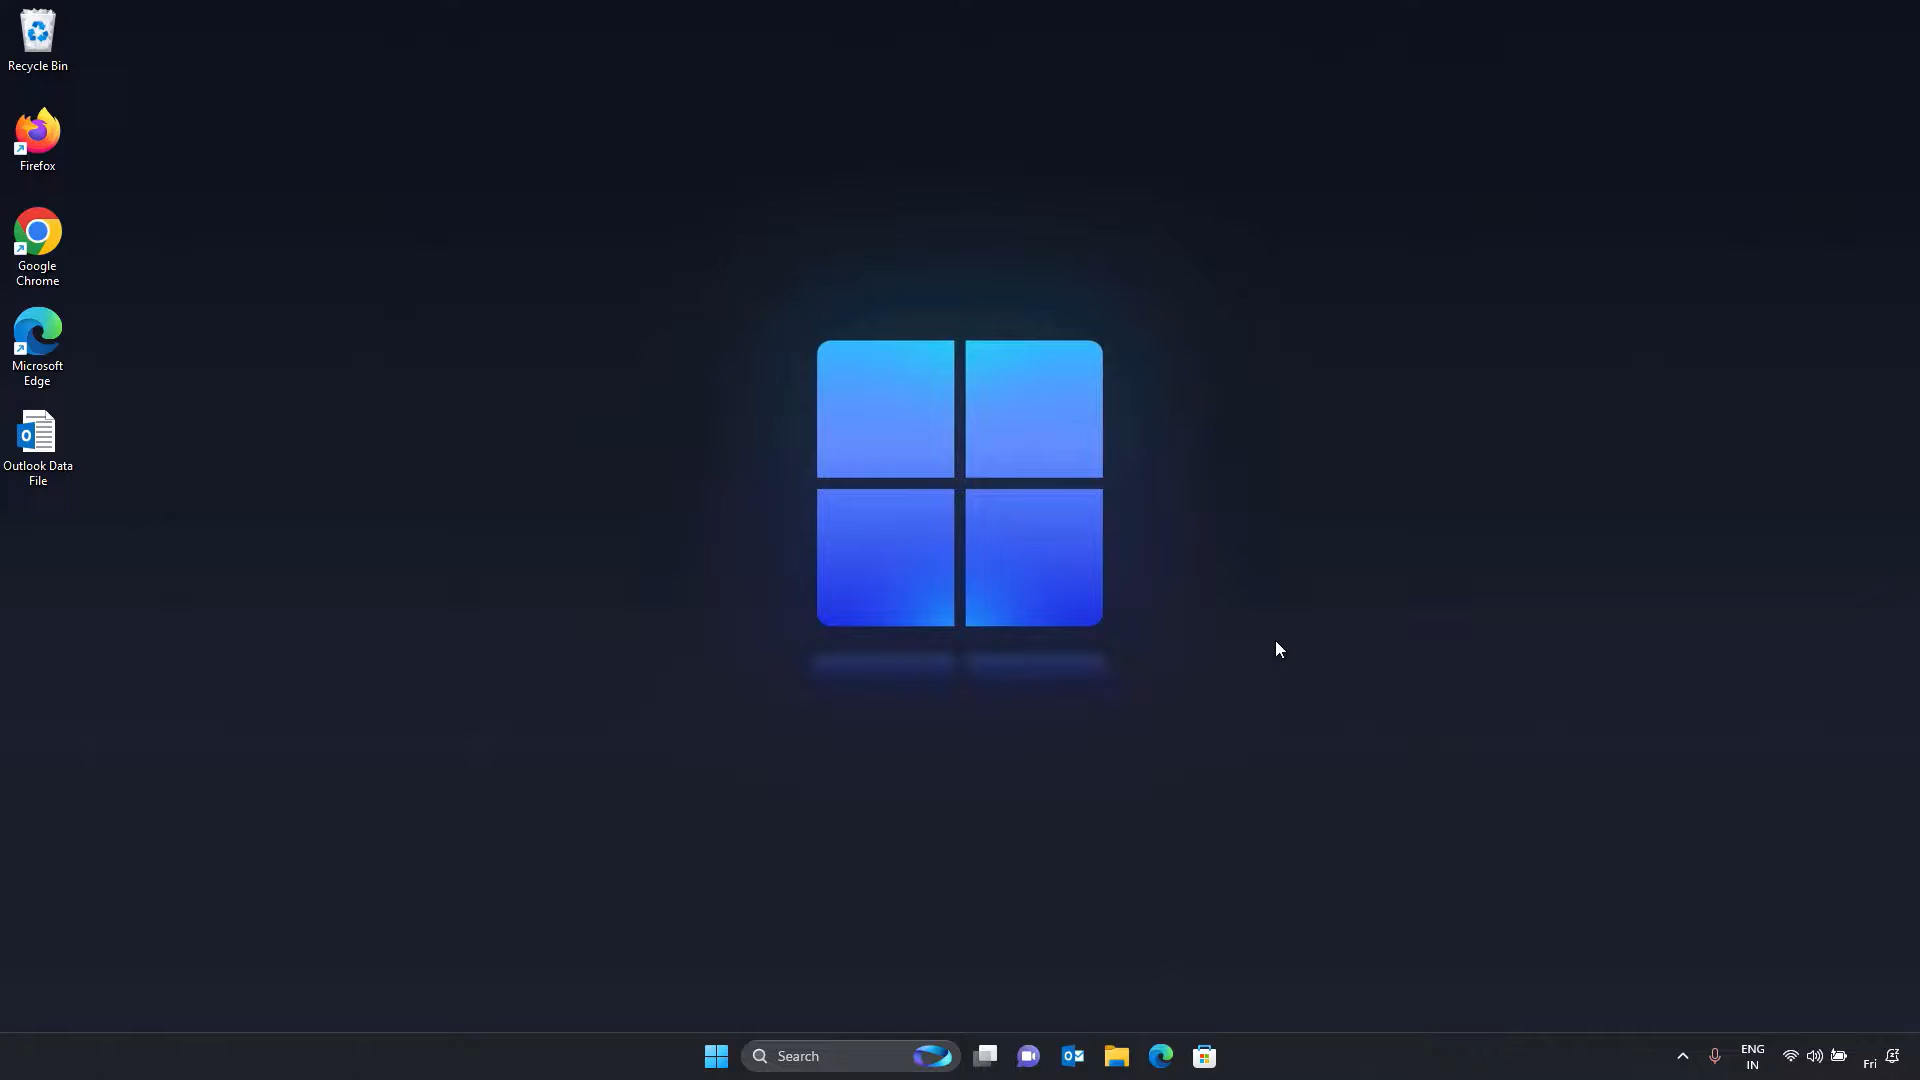 Recycle Bin
Firefox
Google
Chrome
Microsoft
Edge
Outlook Data
File
Search
ENG
IN
Fri